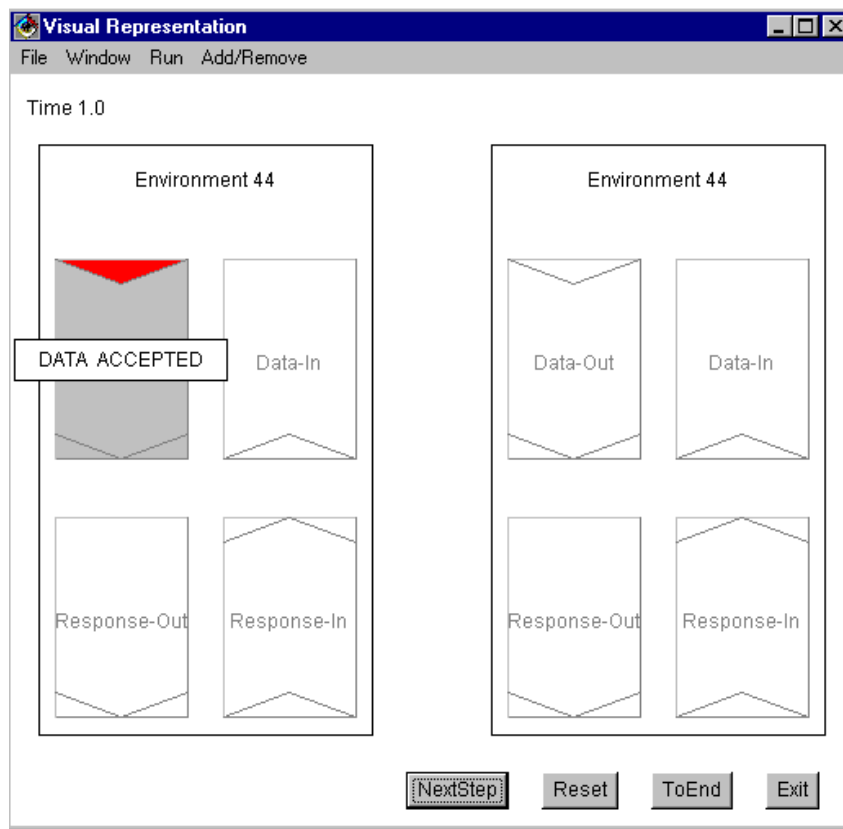 Visual Representation
File Window Run Add/Remove
Time 1.0
Environment 44
Environment 44
DATA ACCEPTED
Data-In
Data-Out
Data-In
Response-Out
Response-In
Response-Out
Response-In
NextStep
Reset
ToEnd
Exit